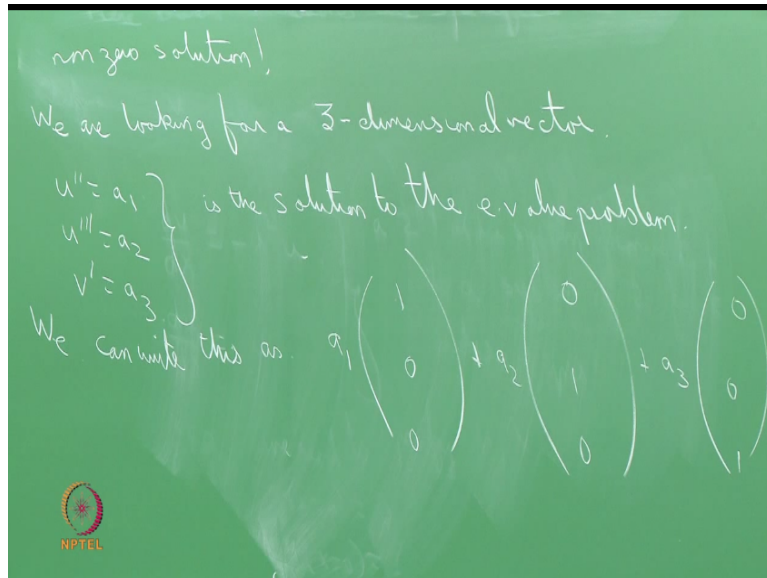 non zero solution!
We are looking for a 3-dimensional vector.
u'' = a₁
u''' = a₂ } is the solution to the e.value problem.
v' = a₃
We can write this as a₁ (1 0 0) + a₂ (0 1 0) + a₃ (0 0 1)
NPTEL